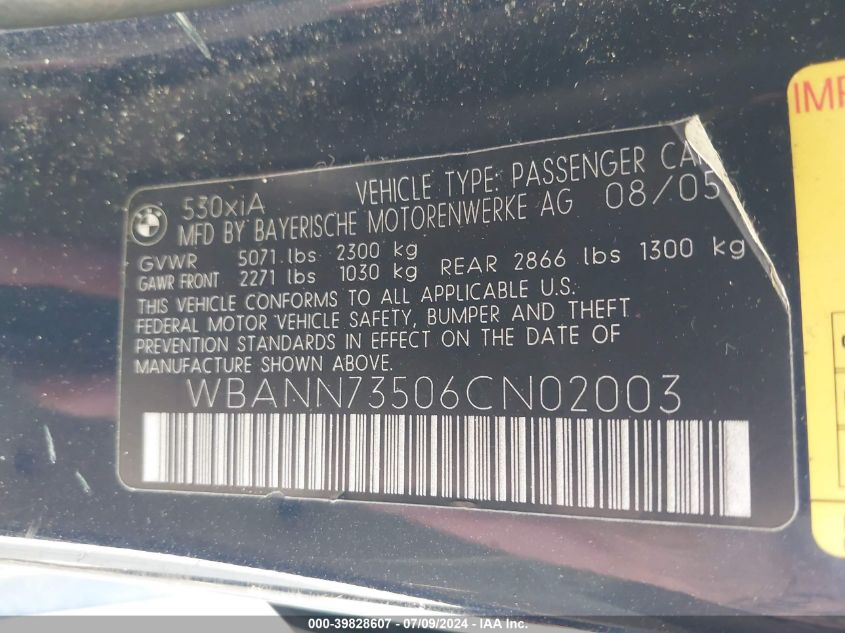 530xiA VEHICLE TYPE: PASSENGER
MFD BY BAYERISCHE MOTORENWERKE AG 08/05
GVWR 5071 lbs 2300 kg
GAWR FRONT 2271 lbs 1030 kg REAR 2866 lbs 1300 kg
THIS VEHICLE CONFORMS TO ALL APPLICABLE U.S.
FEDERAL MOTOR VEHICLE SAFETY, BUMPER AND THEFT
PREVENTION STANDARDS IN EFFECT ON THE DATE OF
MANUFACTURE SHOWN ABOVE.
WBANN73506CN02003
000-39828607 - 07/09/2024 - IAA Inc.